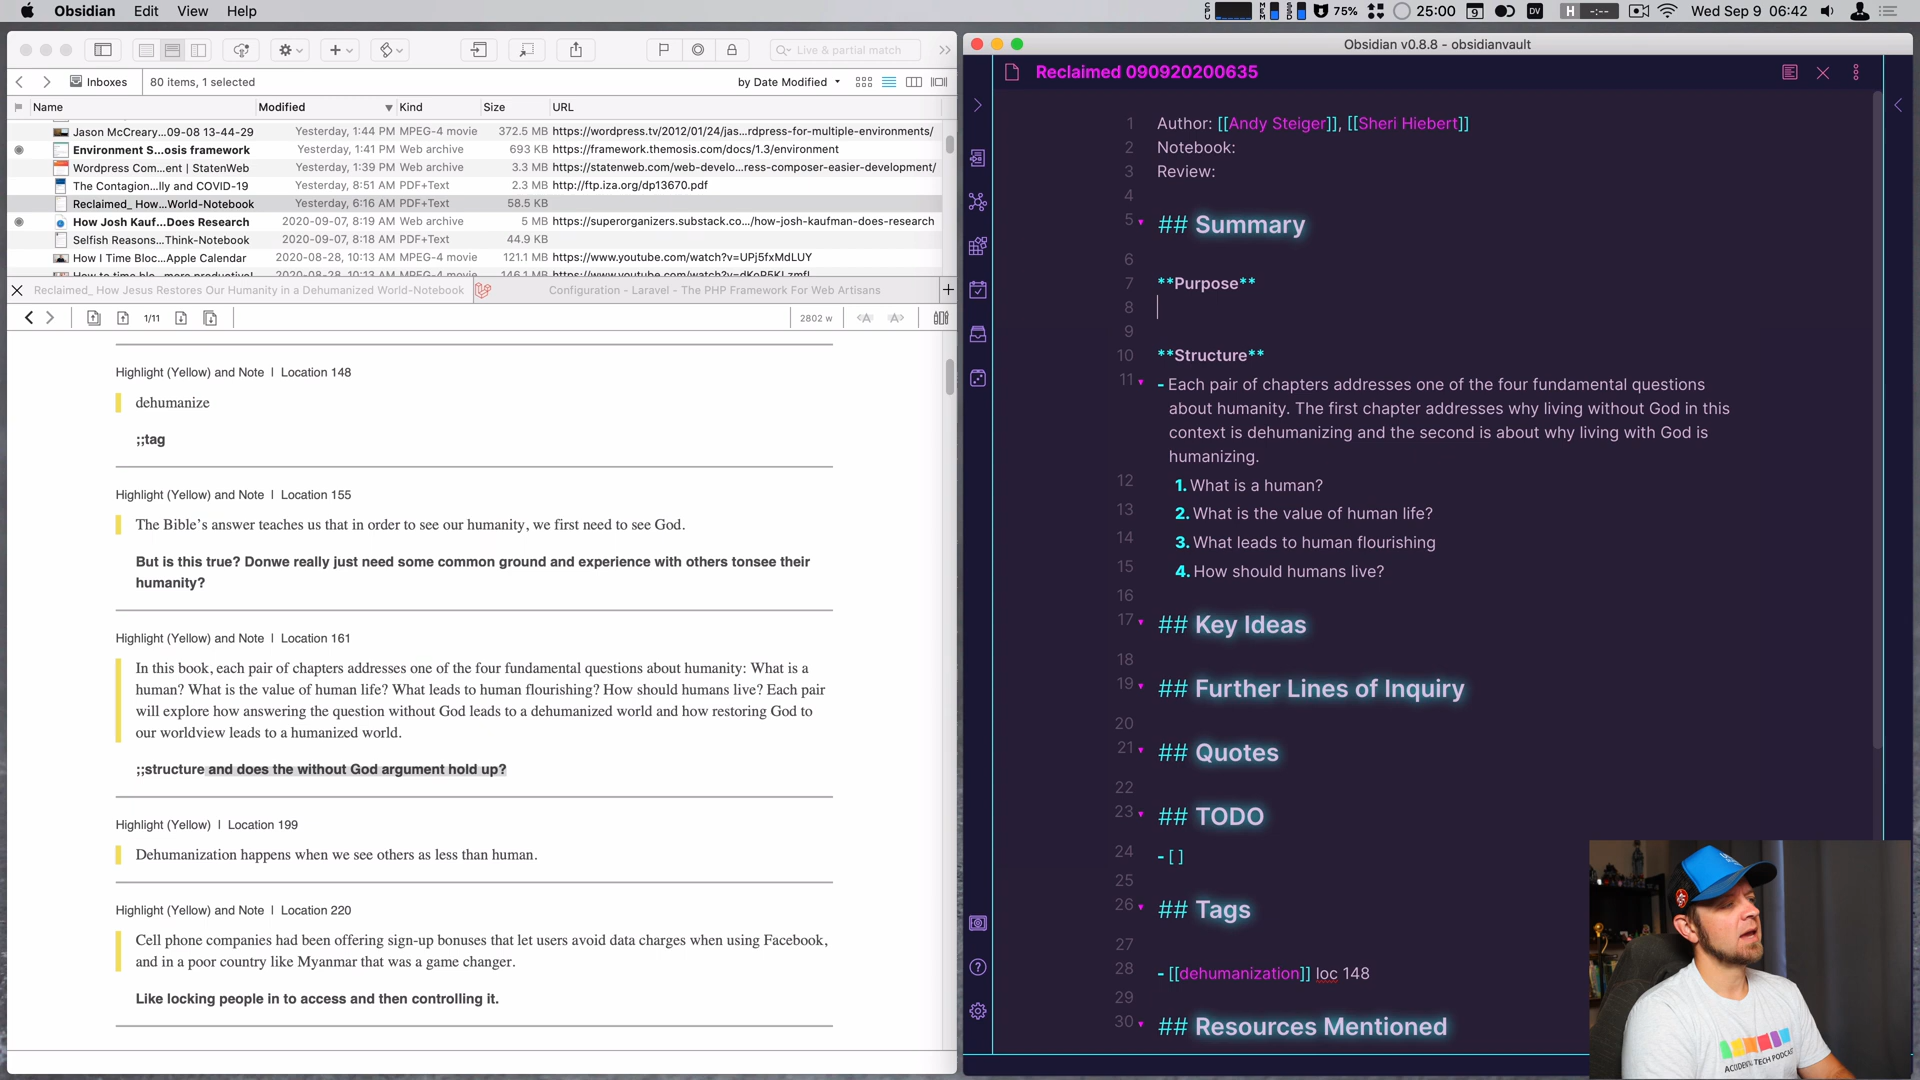 Obsidian Edit View Help
75% 25:00 9 DV H -:-- Wed Sep 9 06:42
Live & partial match
Inboxes 80 items, 1 selected by Date Modified
Name Modified Kind Size URL
Jason McCreary...09-08 13-44-29 Yesterday, 1:44 PM MPEG-4 movie 372.5 MB https://wordpress.tv/2012/01/24/jas...rdpress-for-multiple-environments/
Environment S...osis framework Yesterday, 1:41 PM Web archive 693 KB https://framework.themosis.com/docs/1.3/environment
Wordpress Com...ent | StatenWeb Yesterday, 1:39 PM Web archive 3.3 MB https://statenweb.com/web-develo...ress-composer-easier-development/
The Contagion...lly and COVID-19 Yesterday, 8:51 AM PDF+Text 2.3 MB http://ftp.iza.org/dp13670.pdf
Reclaimed_ How...World-Notebook Yesterday, 6:16 AM PDF+Text 58.5 KB
How Josh Kauf...Does Research 2020-09-07, 8:19 AM Web archive 5 MB https://superorganizers.substack.co.../how-josh-kaufman-does-research
Selfish Reasons...Think-Notebook 2020-09-07, 8:18 AM PDF+Text 44.9 KB
How I Time Bloc...Apple Calendar 2020-08-28, 10:13 AM MPEG-4 movie 121.1 MB https://www.youtube.com/watch?v=UPj5fxMdLUY
Reclaimed_ How Jesus Restores Our Humanity in a Dehumanized World-Notebook Configuration - Laravel - The PHP Framework For Web Artisans
1/11 2802 w
Highlight (Yellow) and Note | Location 148
dehumanize
;;tag
Highlight (Yellow) and Note | Location 155
The Bible's answer teaches us that in order to see our humanity, we first need to see God.
But is this true? Donwe really just need some common ground and experience with others tonsee their
humanity?
Highlight (Yellow) and Note | Location 161
In this book, each pair of chapters addresses one of the four fundamental questions about humanity: What is a
human? What is the value of human life? What leads to human flourishing? How should humans live? Each pair
will explore how answering the question without God leads to a dehumanized world and how restoring God to
our worldview leads to a humanized world.
;;structure and does the without God argument hold up?
Highlight (Yellow) | Location 199
Dehumanization happens when we see others as less than human.
Highlight (Yellow) and Note | Location 220
Cell phone companies had been offering sign-up bonuses that let users avoid data charges when using Facebook,
and in a poor country like Myanmar that was a game changer.
Like locking people in to access and then controlling it.
Obsidian v0.8.8 - obsidianvault
Reclaimed 090920200635
1 Author: [[Andy Steiger]], [[Sheri Hiebert]]
2 Notebook:
3 Review:
4
5 ## Summary
6
7 **Purpose**
8
9
10 **Structure**
11 - Each pair of chapters addresses one of the four fundamental questions
about humanity. The first chapter addresses why living without God in this
context is dehumanizing and the second is about why living with God is
humanizing.
12 1. What is a human?
13 2. What is the value of human life?
14 3. What leads to human flourishing
15 4. How should humans live?
16
17 ## Key Ideas
18
19 ## Further Lines of Inquiry
20
21 ## Quotes
22
23 ## TODO
24 - [ ]
25
26 ## Tags
27
28 - [[dehumanization]] loc 148
29
30 ## Resources Mentioned
ACCIDENTAL TECH PODCAST